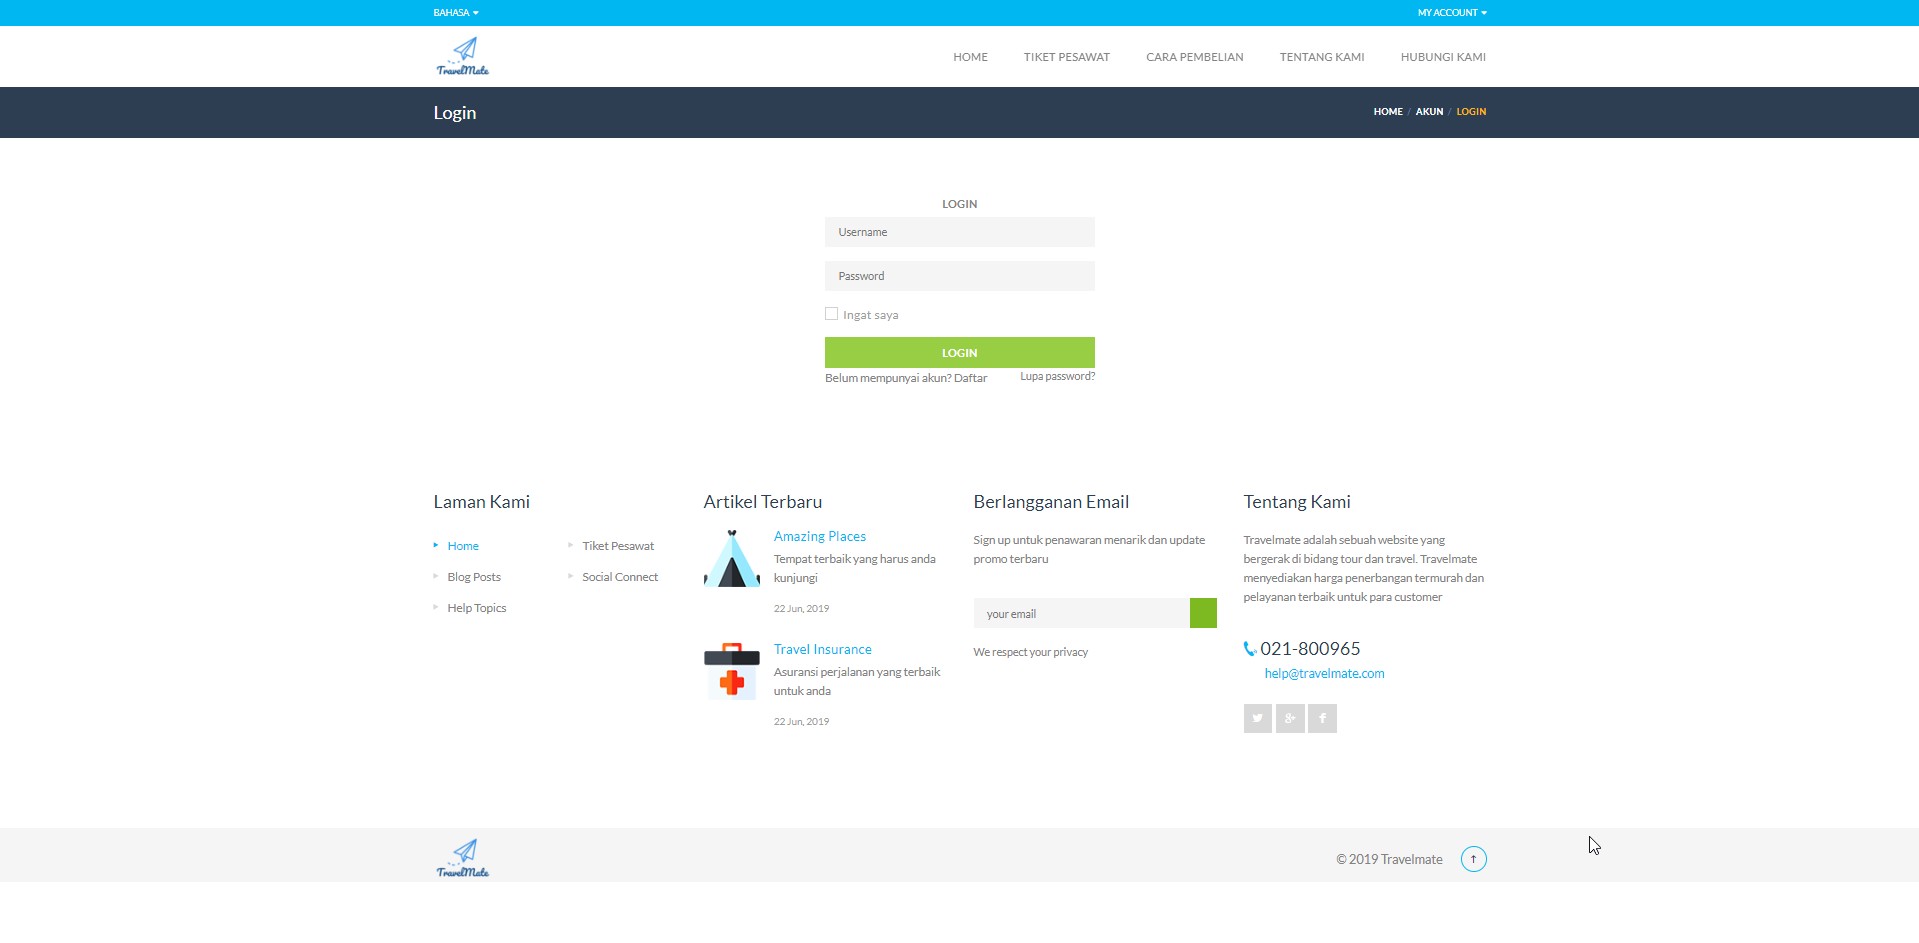 BAHASA
MY ACCOUNT
TravelMate
HOME
TIKET PESAWAT
CARA PEMBELIAN
TENTANG KAMI
HUBUNGI KAMI
Login
HOME / AKUN / LOGIN
LOGIN
Username
Password
Ingat saya
LOGIN
Belum mempunyai akun? Daftar
Lupa password?
Laman Kami
Home
Tiket Pesawat
Blog Posts
Social Connect
Help Topics
Artikel Terbaru
Amazing Places
Tempat terbaik yang harus anda
kunjungi
22 Jun, 2019
Travel Insurance
Asuransi perjalanan yang terbaik
untuk anda
22 Jun, 2019
Berlangganan Email
Sign up untuk penawaran menarik dan update
promo terbaru
your email
We respect your privacy
Tentang Kami
Travelmate adalah sebuah website yang
bergerak di bidang tour dan travel. Travelmate
menyediakan harga penerbangan termurah dan
pelayanan terbaik untuk para customer
021-800965
help@travelmate.com
TravelMate
© 2019 Travelmate